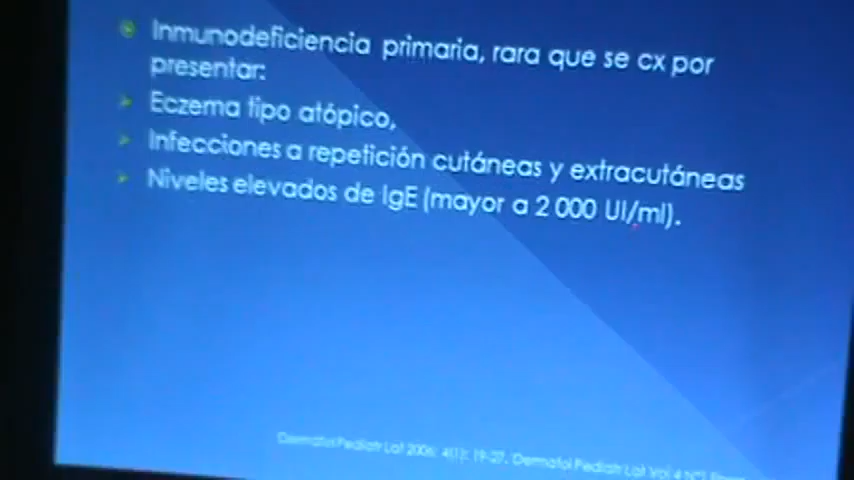 Inmunodeficiencia primaria, rara que se cx por
presentar:
Eczema tipo atópico,
Infecciones a repetición cutáneas y extracutáneas
Niveles elevados de IgE (mayor a 2 000 UI/ml).
Dermatol Pediatr Lat 2006; 4(1): 19-27. Dermatol Pediatr Lat Vol 4 Nº1